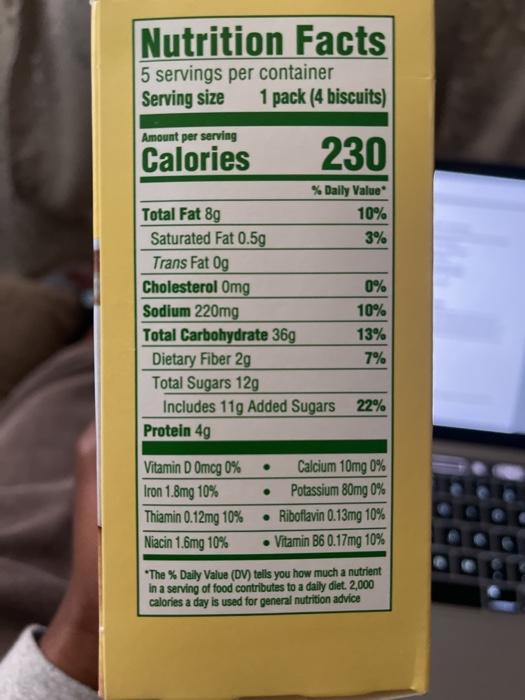 Nutrition Facts
5 servings per container
Serving size 1 pack (4 biscuits)
Amount per serving
Calories 230
% Daily Value*
Total Fat 8g 10%
Saturated Fat 0.5g 3%
Trans Fat 0g
Cholesterol 0mg 0%
Sodium 220mg 10%
Total Carbohydrate 36g 13%
Dietary Fiber 2g 7%
Total Sugars 12g
Includes 11g Added Sugars 22%
Protein 4g
Vitamin D 0mcg 0% • Calcium 10mg 0%
Iron 1.8mg 10% • Potassium 80mg 0%
Thiamin 0.12mg 10% • Riboflavin 0.13mg 10%
Niacin 1.6mg 10% • Vitamin B6 0.17mg 10%
*The % Daily Value (DV) tells you how much a nutrient
in a serving of food contributes to a daily diet. 2,000
calories a day is used for general nutrition advice